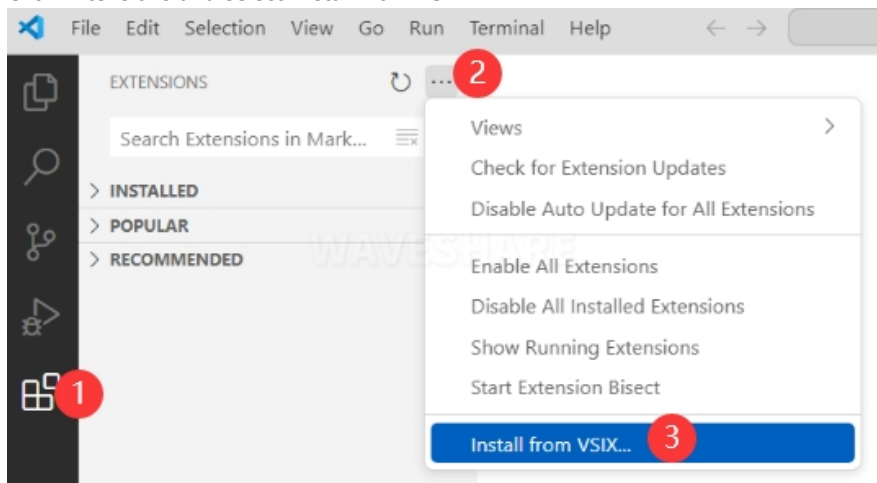 File Edit Selection View Go Run Terminal Help
EXTENSIONS
2
Search Extensions in Mark...
INSTALLED
POPULAR
RECOMMENDED
Views
Check for Extension Updates
Disable Auto Update for All Extensions
Enable All Extensions
Disable All Installed Extensions
Show Running Extensions
Start Extension Bisect
Install from VSIX...
3
1
WAVESHARE